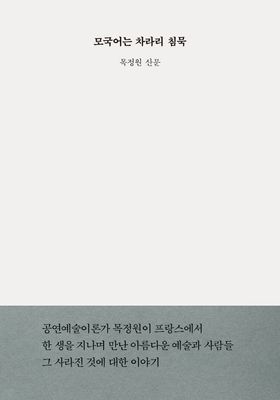 모국어는 차라리 침묵
목정원 산문
공연예술이론가 목정원이 프랑스에서
한 생을 지나며 만난 아름다운 예술과 사람들
그 사라진 것에 대한 이야기